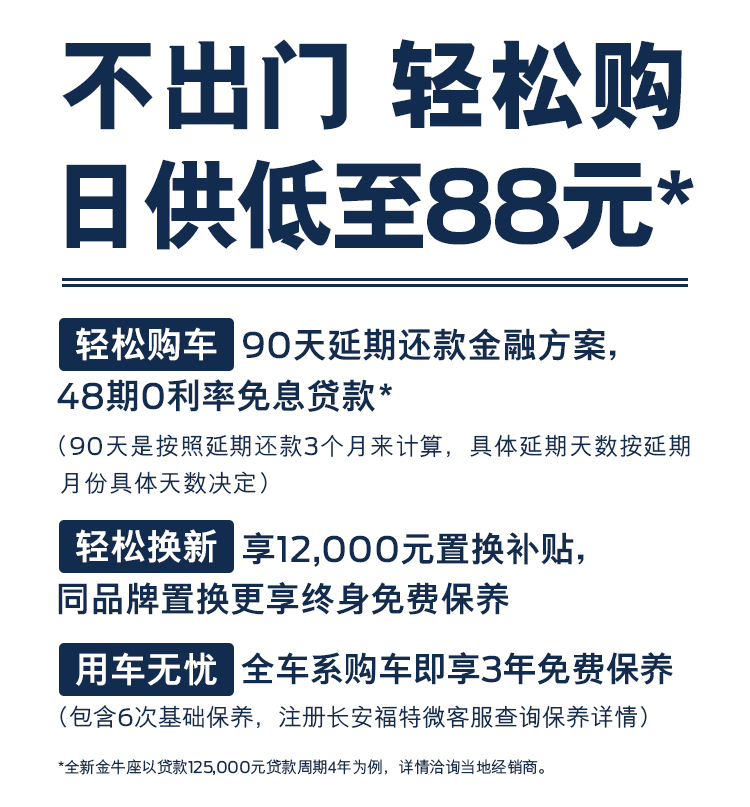 不出门 轻松购
日供低至88元*
轻松购车 90天延期还款金融方案，
48期0利率免息贷款*
（90天是按照延期还款3个月来计算，具体延期天数按延期
月份具体天数决定）
轻松换新 享12,000元置换补贴，
同品牌置换更享终身免费保养
用车无忧 全车系购车即享3年免费保养
（包含6次基础保养，注册长安福特微客服查询保养详情）
*全新金牛座以贷款125,000元贷款周期4年为例，详情洽询当地经销商。